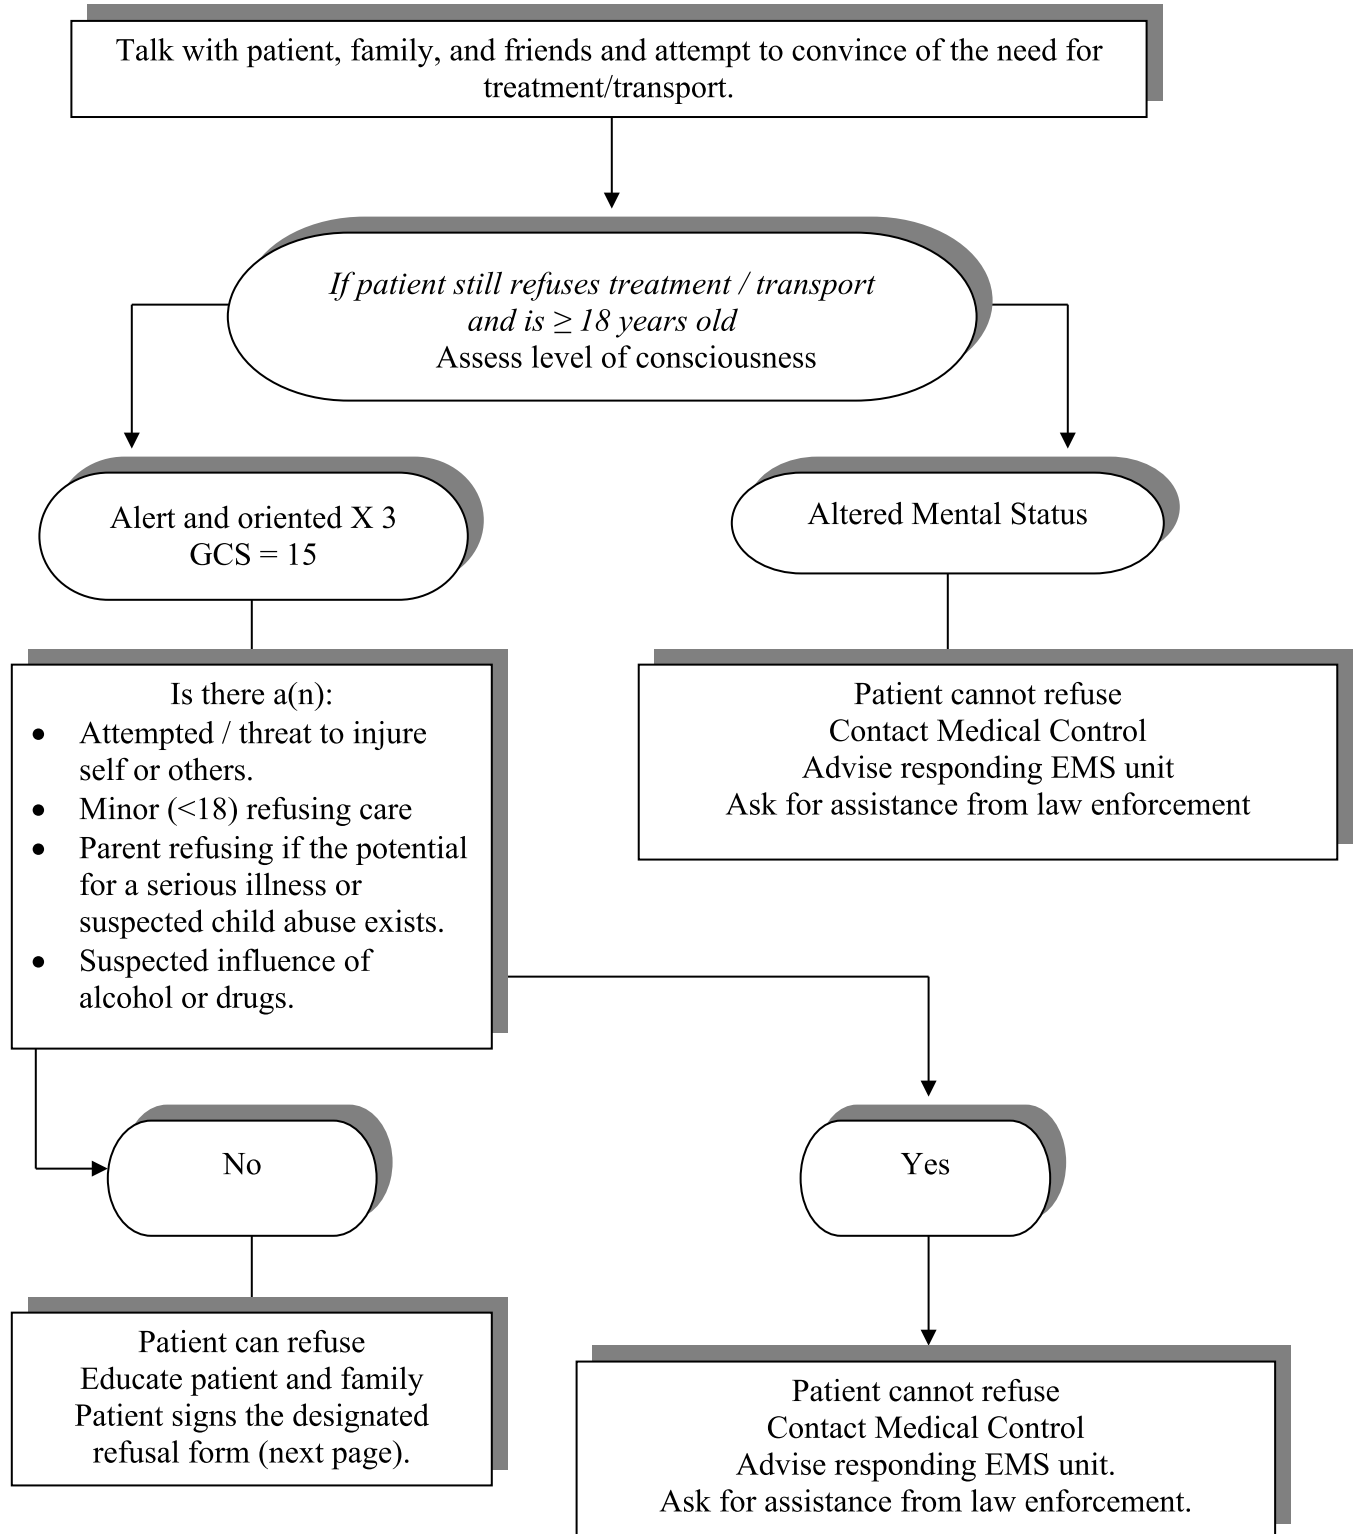 Talk with patient, family, and friends and attempt to convince of the need for
treatment/transport.
If patient still refuses treatment / transport
and is ≥ 18 years old
Assess level of consciousness
Alert and oriented X 3
GCS = 15
Altered Mental Status
Is there a(n):
• Attempted / threat to injure
self or others.
• Minor (<18) refusing care
• Parent refusing if the potential
for a serious illness or
suspected child abuse exists.
• Suspected influence of
alcohol or drugs.
Patient cannot refuse
Contact Medical Control
Advise responding EMS unit
Ask for assistance from law enforcement
No
Yes
Patient can refuse
Educate patient and family
Patient signs the designated
refusal form (next page).
Patient cannot refuse
Contact Medical Control
Advise responding EMS unit.
Ask for assistance from law enforcement.